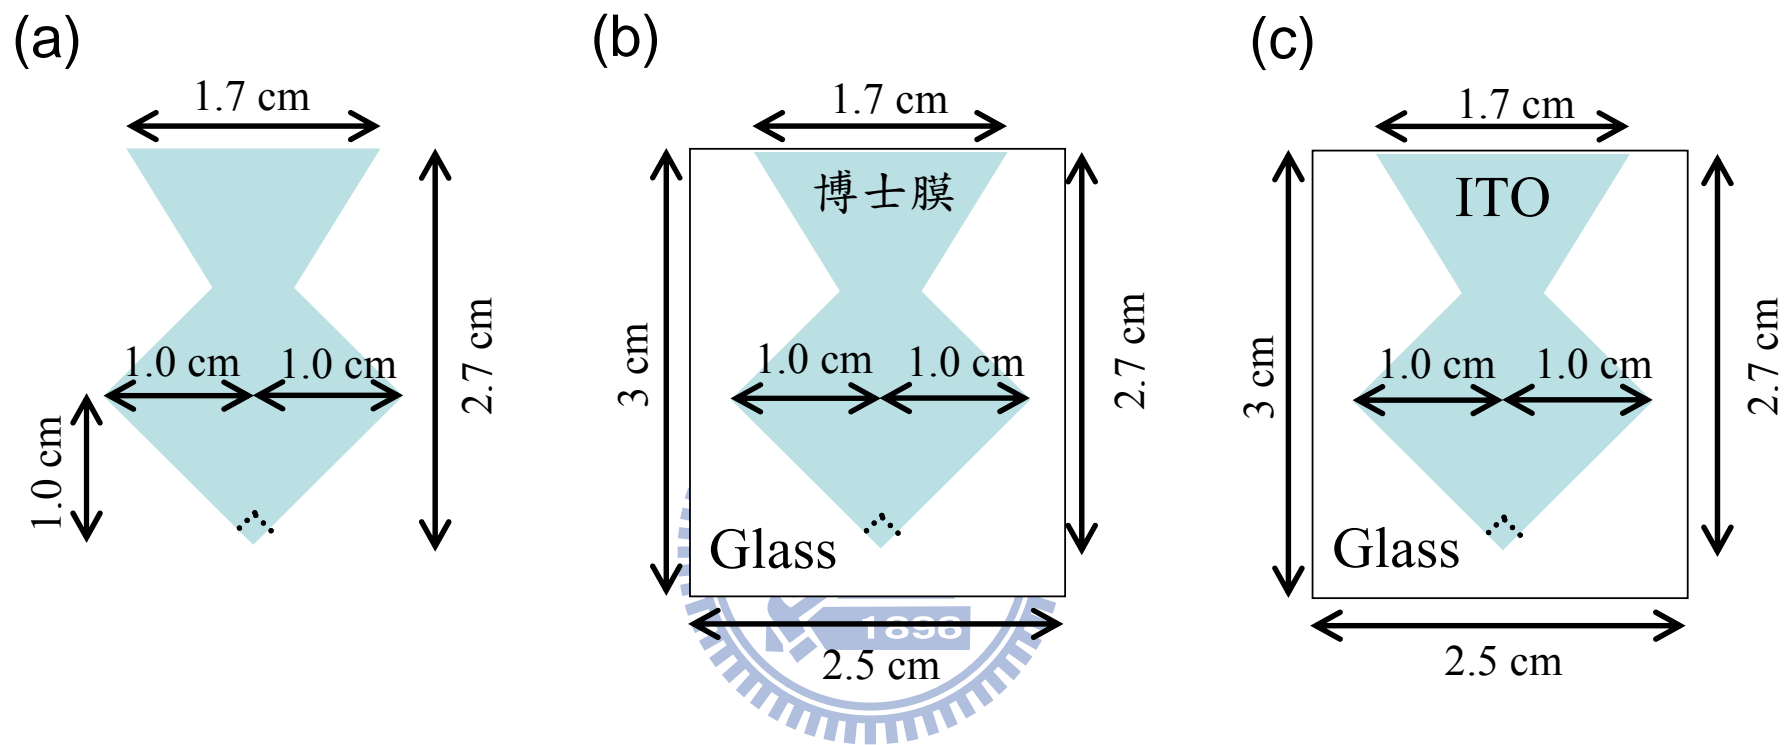 (a)
1.7 cm
1.0 cm
1.0 cm
1.0 cm
2.7 cm
(b)
1.7 cm
博士膜
3 cm
1.0 cm
1.0 cm
2.7 cm
Glass
1898
2.5 cm
(c)
1.7 cm
ITO
3 cm
1.0 cm
1.0 cm
2.7 cm
Glass
2.5 cm